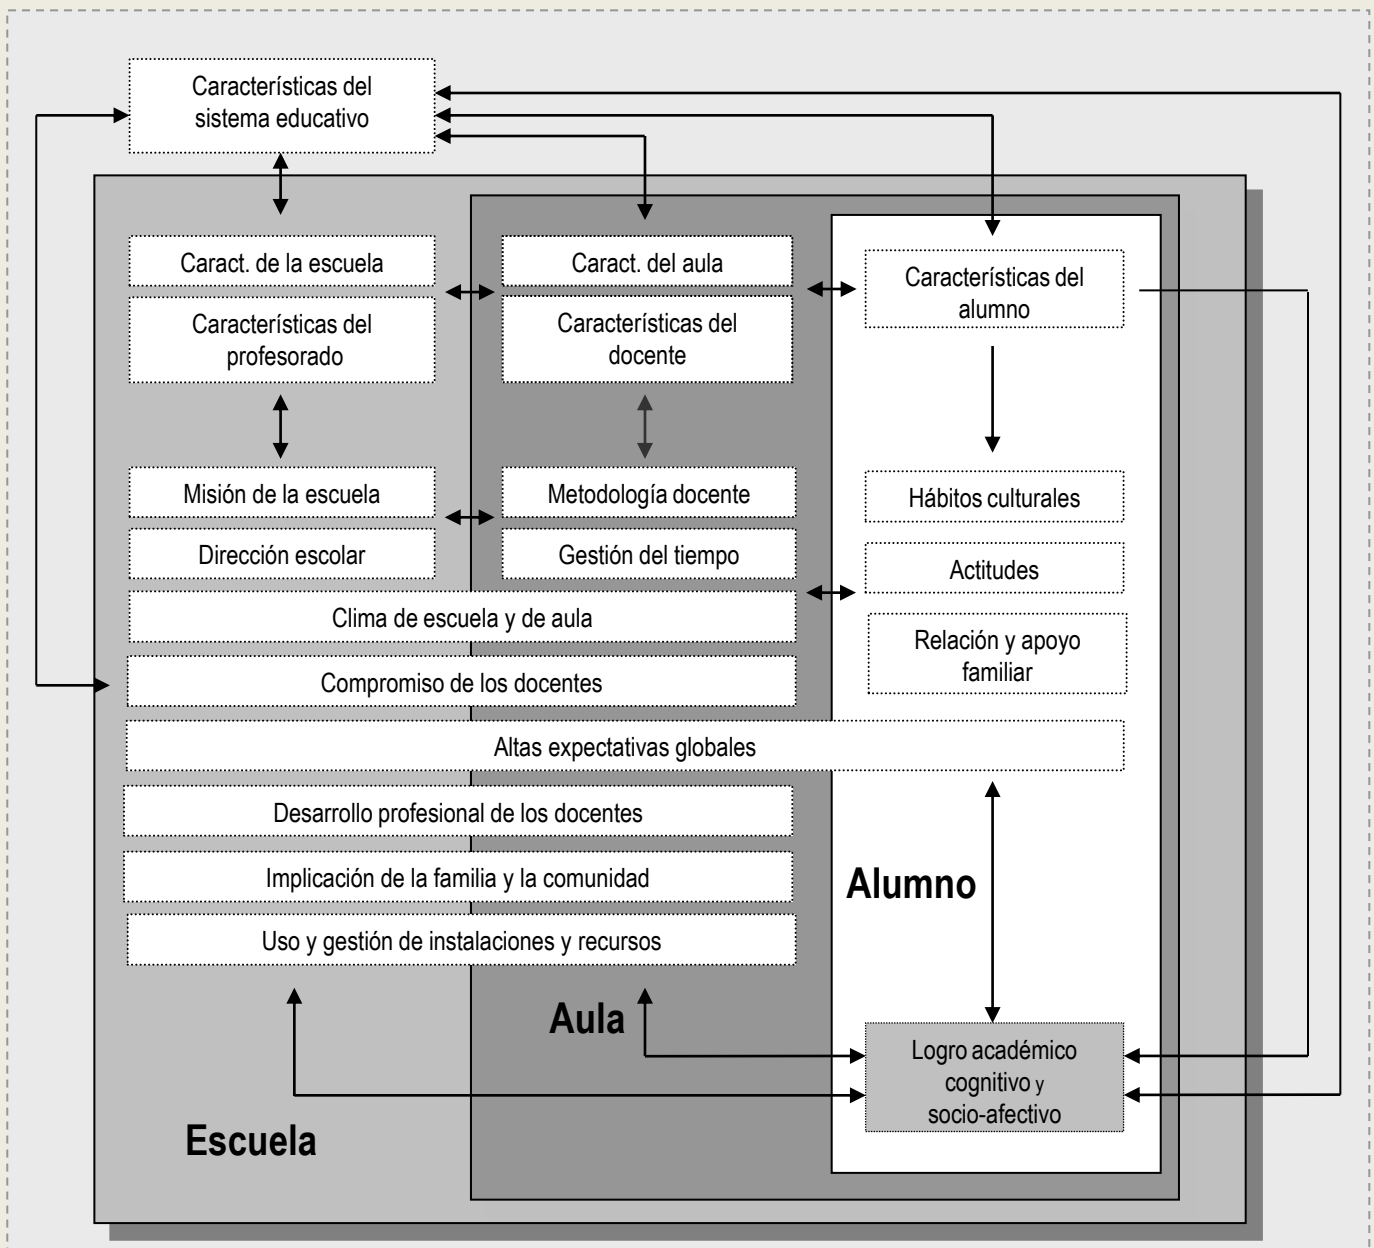 Características del
sistema educativo
Caract. de la escuela
Caract. del aula
Características del
alumno
Características del
profesorado
Características del
docente
Misión de la escuela
Metodología docente
Hábitos culturales
Dirección escolar
Gestión del tiempo
Actitudes
Clima de escuela y de aula
Relación y apoyo
familiar
Compromiso de los docentes
Altas expectativas globales
Desarrollo profesional de los docentes
Implicación de la familia y la comunidad
Alumno
Uso y gestión de instalaciones y recursos
Aula
Logro académico
cognitivo y
socio-afectivo
Escuela